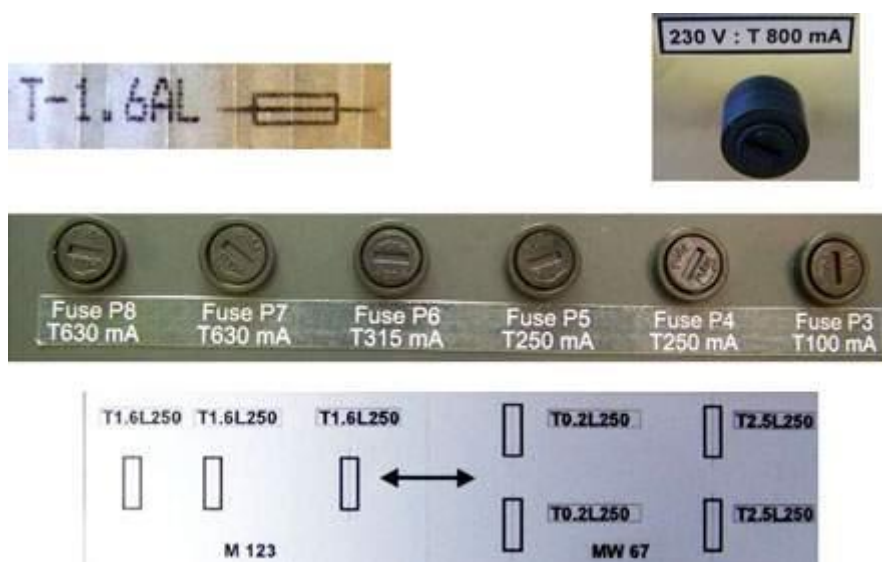 T-1.6AL
230 V : T 800 mA
Fuse P8 Fuse P7 Fuse P6 Fuse P5 Fuse P4 Fuse P3
T630 mA T630 mA T315 mA T250 mA T250 mA T100 mA
T1.6L250 T1.6L250 T1.6L250 T0.2L250 T2.5L250
T0.2L250 T2.5L250
M 123 MW 67